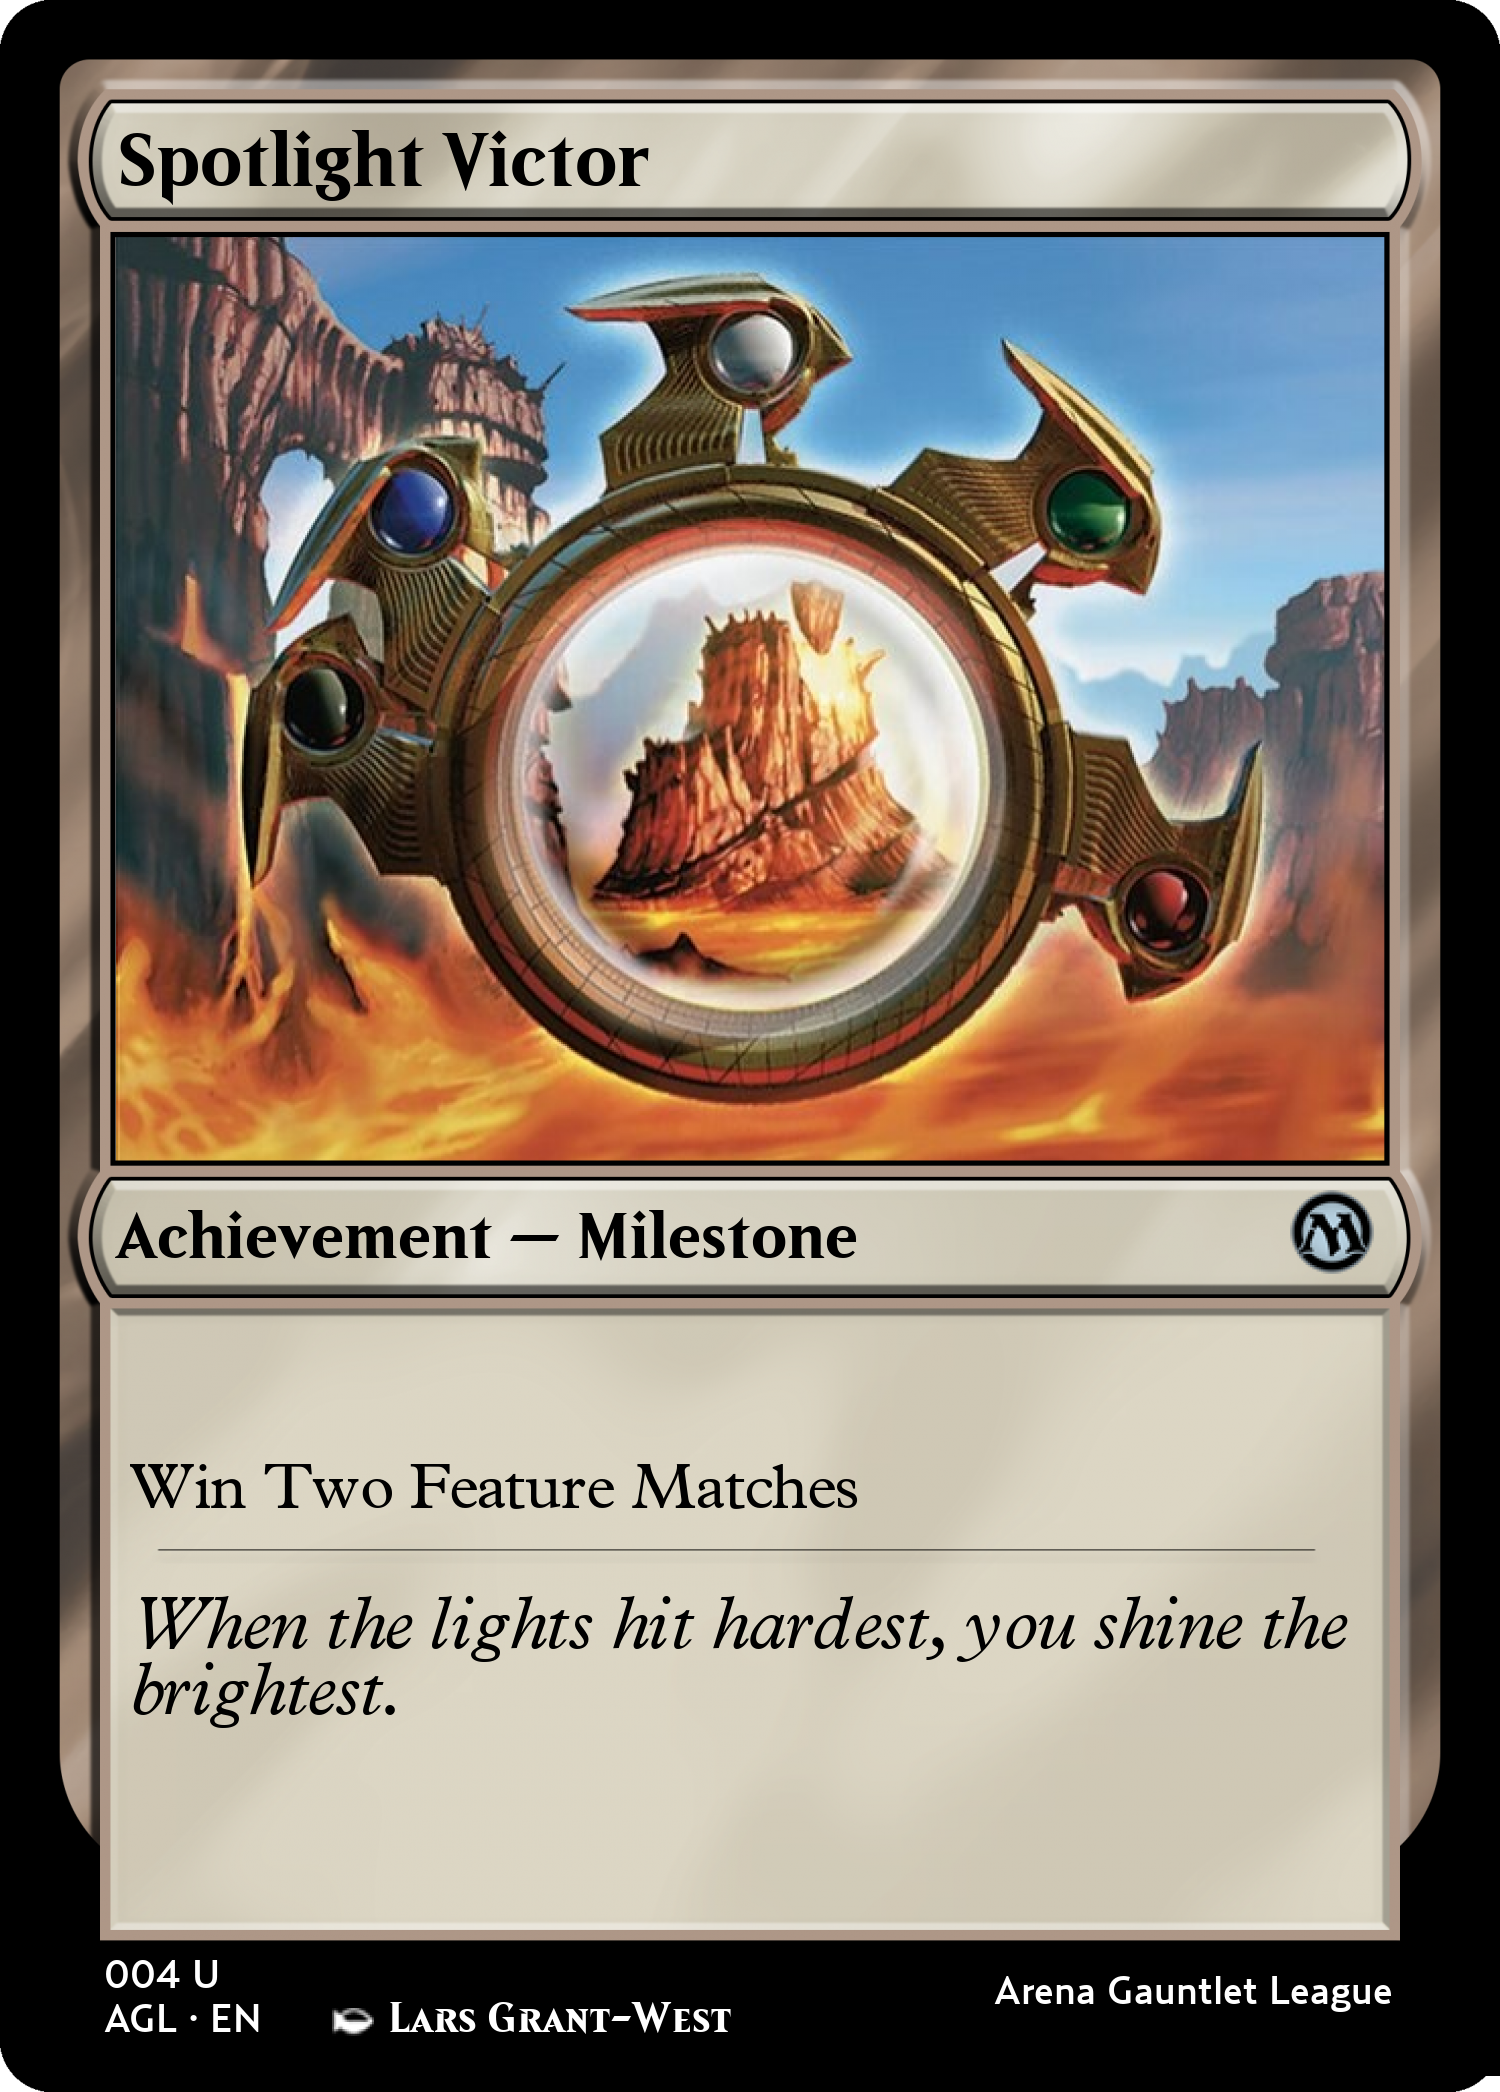 Spotlight Victor
Achievement — Milestone
M
Win Two Feature Matches
When the lights hit hardest, you shine the
brightest.
004 U
AGL · EN
Lars Grant-West
Arena Gauntlet League